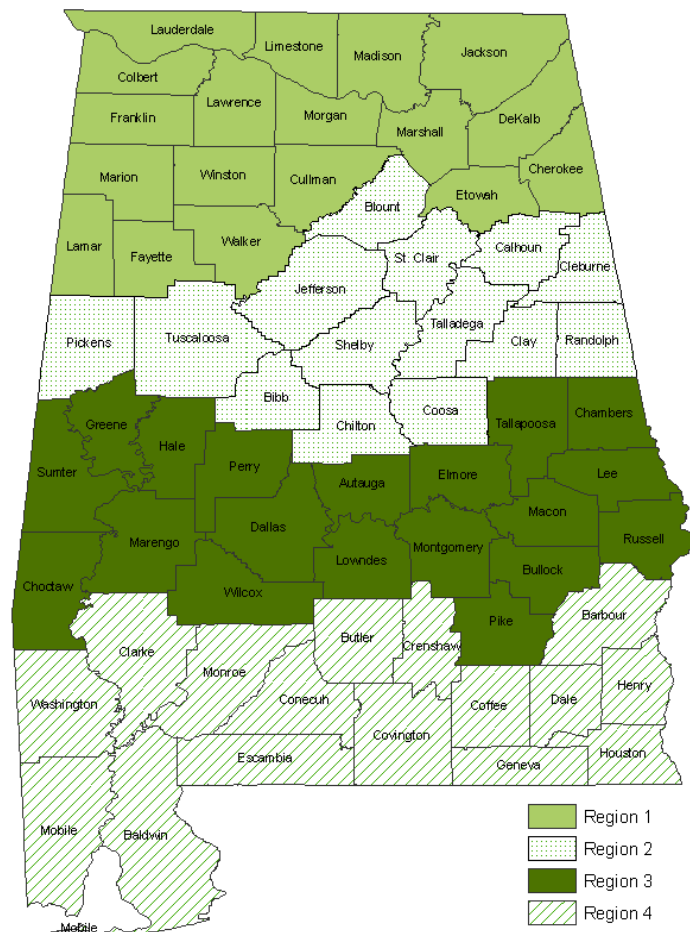 Lauderdale
Limestone
Madison
Jackson
Colbert
Lawrence
Franklin
Morgan
DeKalb
Marshall
Cherokee
Marion
Winston
Cullman
Etowah
Blount
Lamar
Walker
Fayette
Calhoun
St. Clair
Cleburne
Jefferson
Talladega
Tuscaloosa
Pickens
Shelby
Clay
Randolph
Bibb
Coosa
Chilton
Chambers
Greene
Tallapoosa
Hale
Perry
Sumter
Elmore
Lee
Autauga
Macon
Dallas
Marengo
Russell
Montgomery
Lowndes
Bullock
Choctaw
Wilcox
Barbour
Pike
Butler
Crenshaw
Clarke
Monroe
Henry
Conecuh
Washington
Coffee
Dale
Covington
Houston
Escambia
Geneva
Mobile
Baldwin
Region 1
Region 2
Region 3
Region 4
Mobile